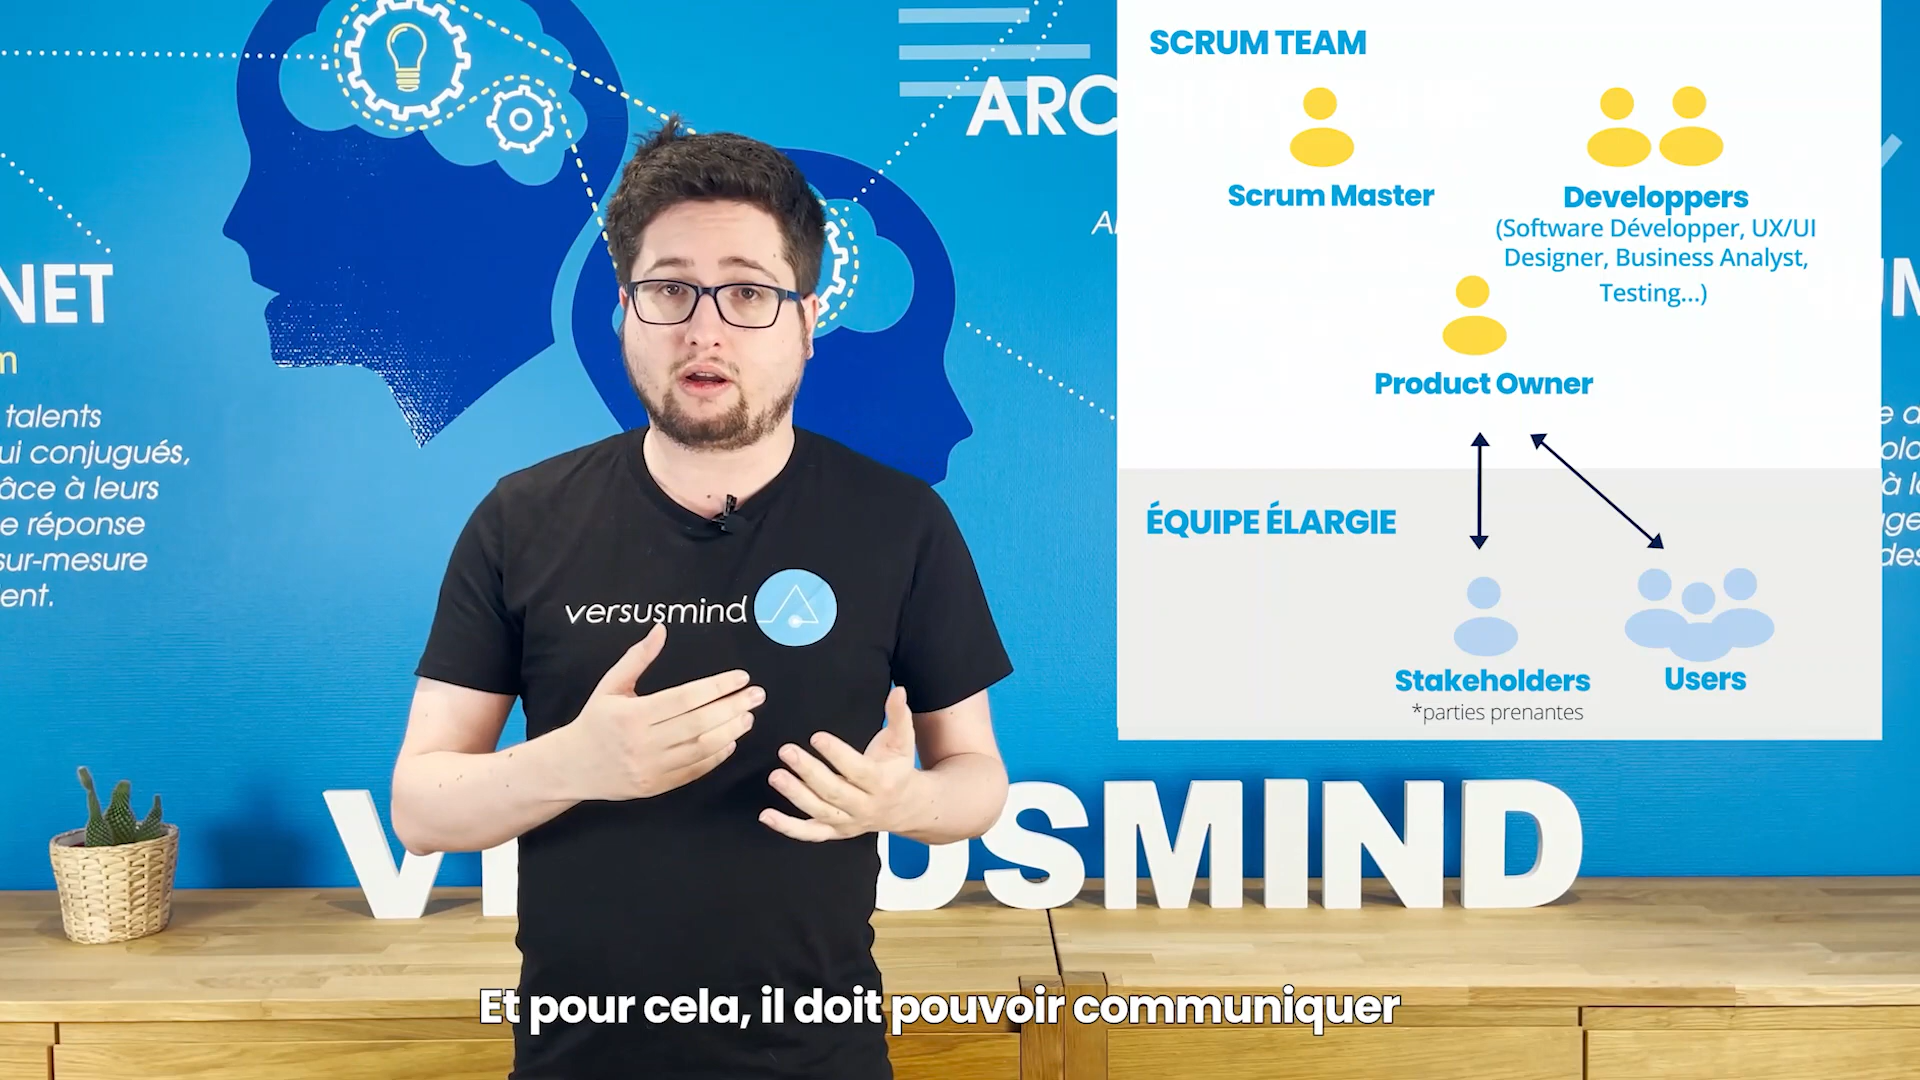 ARC
NET
talents
ui conjugués,
âce à leurs
e réponse
sur-mesure
ent.
SCRUM TEAM
Scrum Master
Developpers
(Software Développer, UX/UI
Designer, Business Analyst,
Testing...)
Product Owner
ÉQUIPE ÉLARGIE
Stakeholders
*parties prenantes
Users
versusmind
USMIND
Et pour cela, il doit pouvoir communiquer